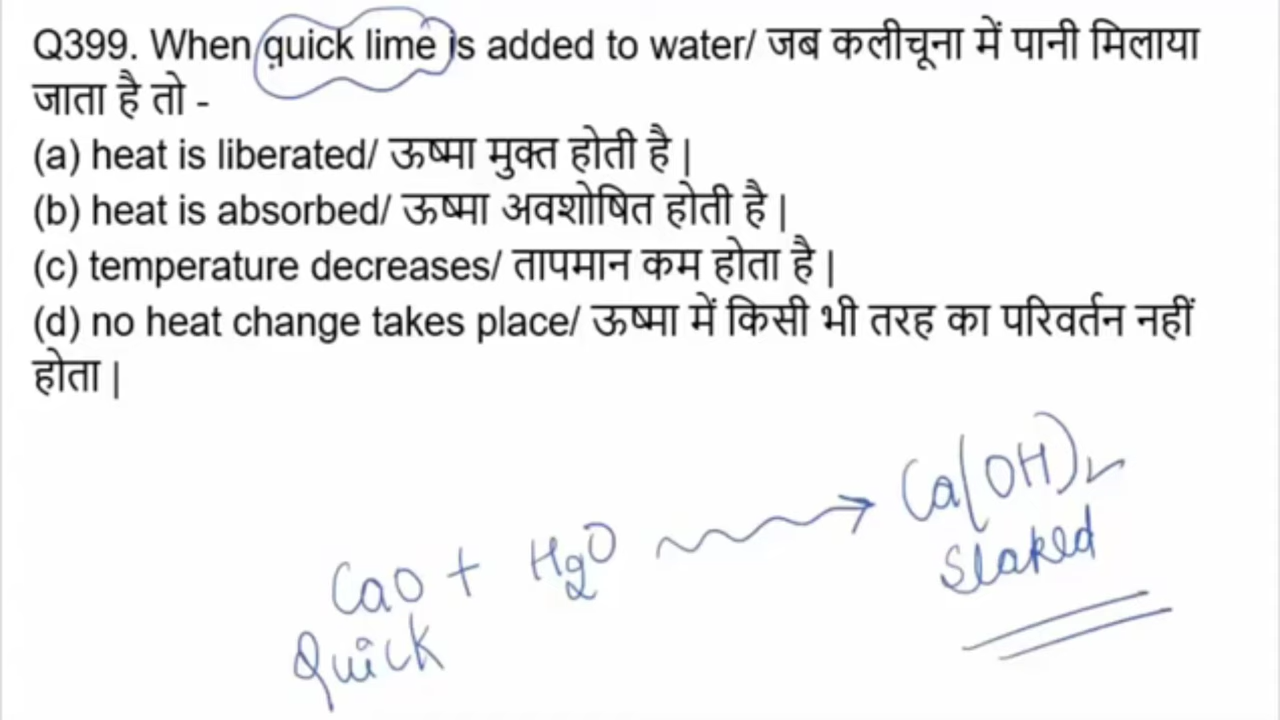 Q399. When quick lime is added to water/ जब कलीचूना में पानी मिलाया
जाता है तो -
(a) heat is liberated/ ऊष्मा मुक्त होती है |
(b) heat is absorbed/ ऊष्मा अवशोषित होती है |
(c) temperature decreases/ तापमान कम होता है |
(d) no heat change takes place/ ऊष्मा में किसी भी तरह का परिवर्तन नहीं
होता |
CaO + H2O → Ca(OH)2
Quick Slaked